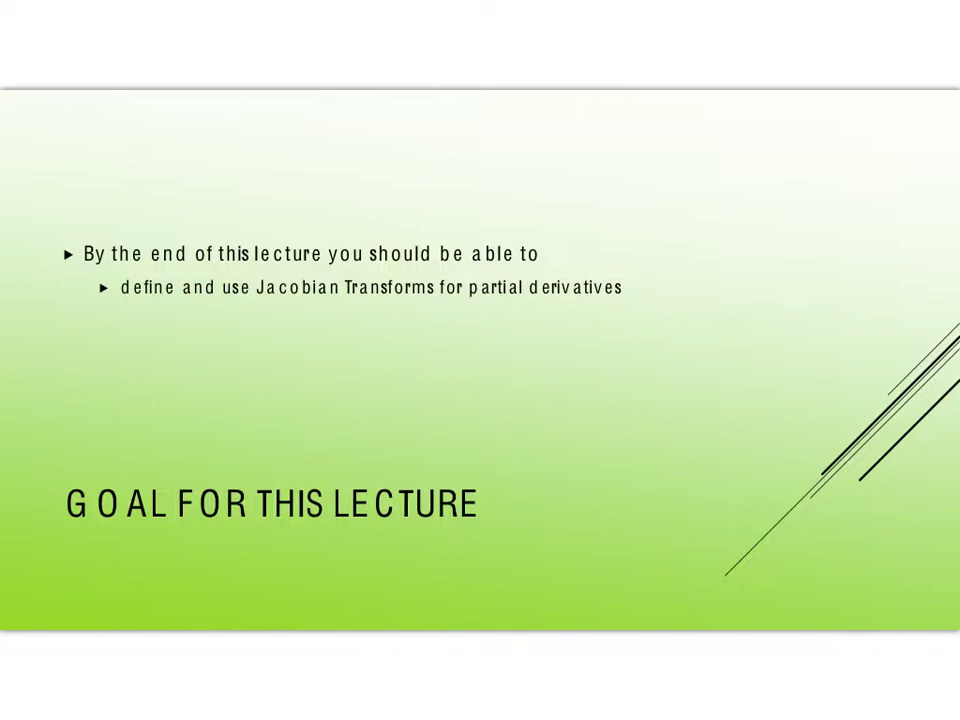 By the end of this lecture you should be able to
define and use Jacobian Transforms for partial derivatives
GOAL FOR THIS LECTURE